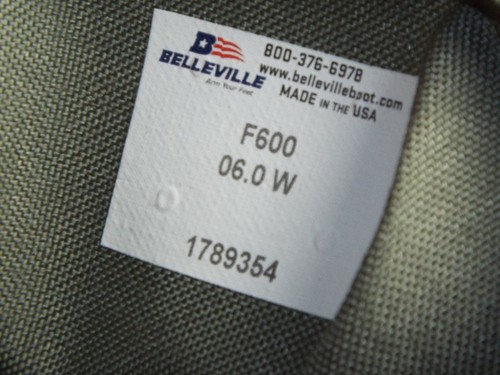 BELLEVILLE
Arm Your Feet
800-376-6978
www.bellevilleboot.com
MADE IN THE USA
F600
06.0 W
1789354